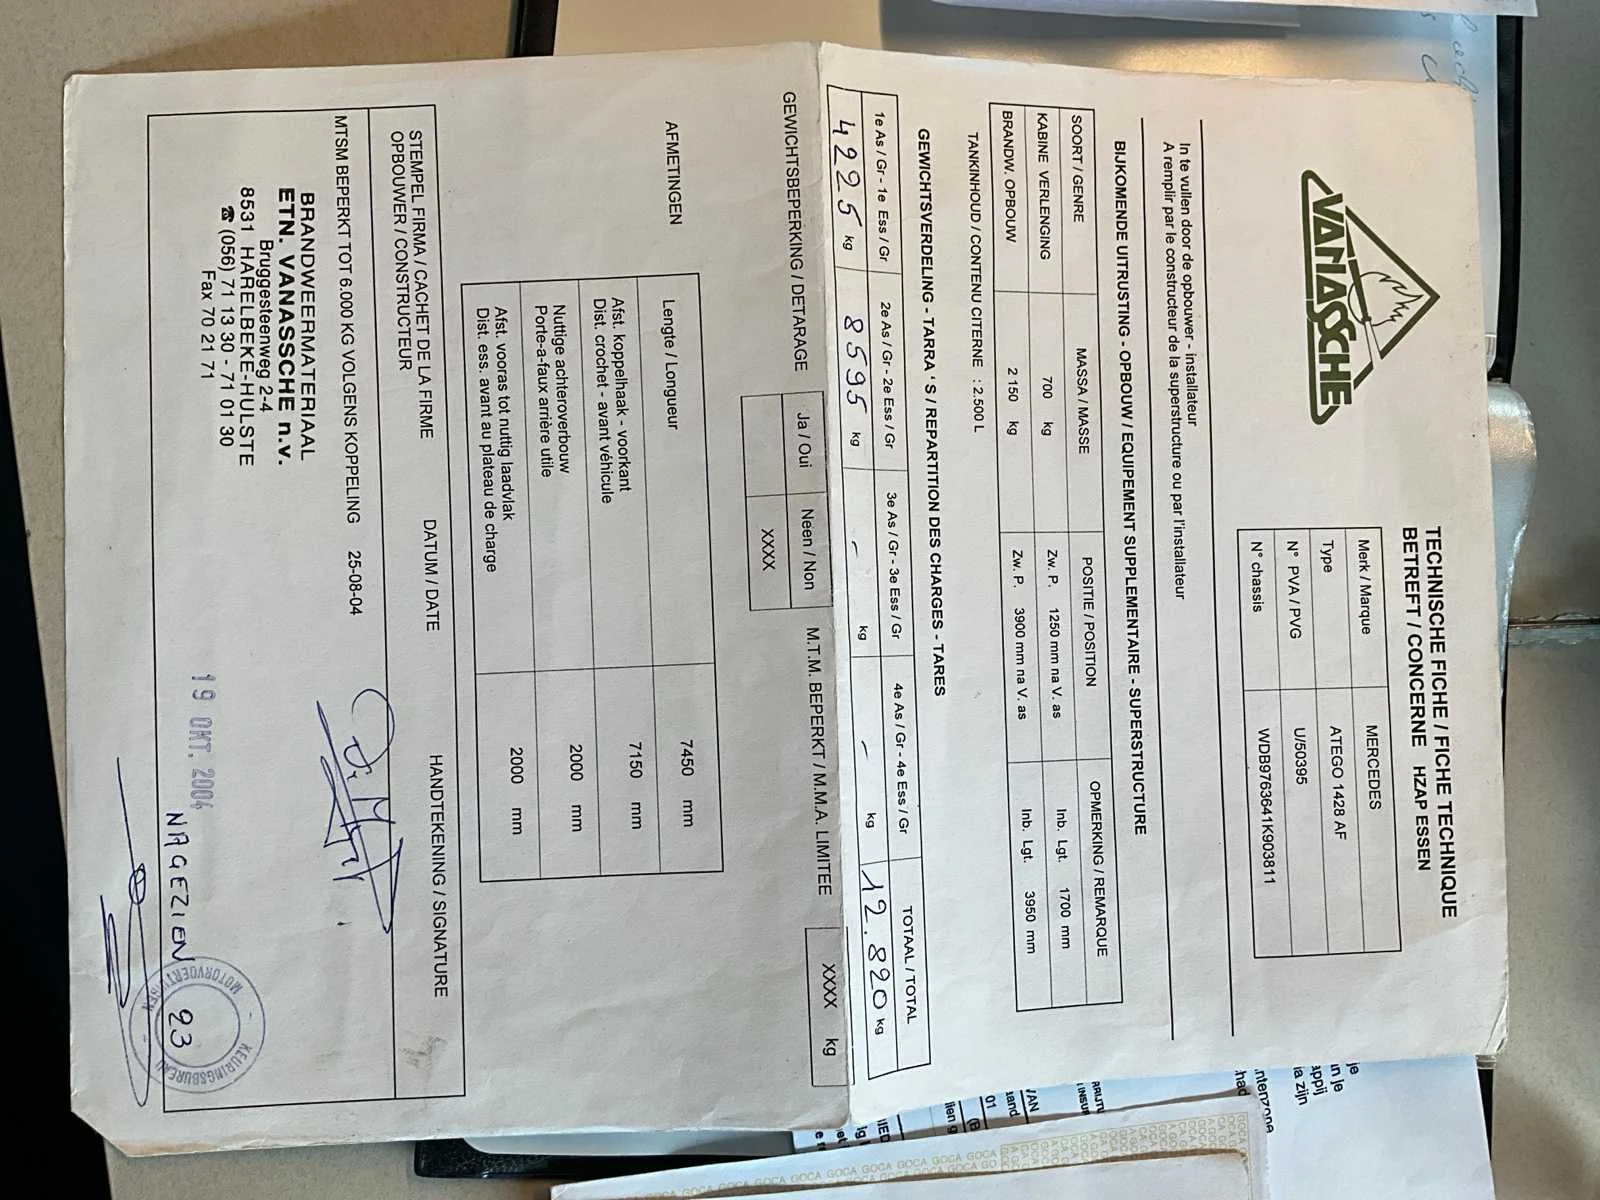 VANASSCHE
TECHNISCHE FICHE / FICHE TECHNIQUE
BETREFT / CONCERNE HZAP ESSEN
Merk / Marque MERCEDES
Type ATEGO 1428 AF
N° PVA / PVG U/50395
N° chassis WDB9763641K903811
In te vullen door de opbouwer - installateur
A remplir par le constructeur de la superstructure ou par l'installateur
BIJKOMENDE UITRUSTING - OPBOUW / EQUIPEMENT SUPPLEMENTAIRE - SUPERSTRUCTURE
SOORT / GENRE MASSA / MASSE POSITIE / POSITION OPMERKING / REMARQUE
KABINE VERLENGING 700 kg Zw. P. 1250 mm na V. as Inb. Lgt. 1700 mm
BRANDW. OPBOUW 2 150 kg Zw. P. 3900 mm na V. as Inb. Lgt. 3950 mm
TANKINHOUD / CONTENU CITERNE : 2.500 L
GEWICHTSVERDELING - TARRA ' S / REPARTITION DES CHARGES - TARES
1e As / Gr - 1e Ess / Gr 2e As / Gr - 2e Ess / Gr 3e As / Gr - 3e Ess / Gr 4e As / Gr - 4e Ess / Gr TOTAAL / TOTAL
4225 kg 8595 kg - kg - kg 12.820 kg
GEWICHTSBEPERKING / DETARAGE Ja / Oui Neen / Non M.T.M. BEPERKT / M.M.A. LIMITEE XXXX kg
XXXX
AFMETINGEN
Lengte / Longueur 7450 mm
Afst. koppelhaak - voorkant
Dist. crochet - avant véhicule 7150 mm
Nuttige achteroverbouw
Porte-a-faux arrière utile 2000 mm
Afst. vooras tot nuttig laadvlak
Dist. ess. avant au plateau de charge 2000 mm
STEMPEL FIRMA / CACHET DE LA FIRME DATUM / DATE HANDTEKENING / SIGNATURE
OPBOUWER / CONSTRUCTEUR
MTSM BEPERKT TOT 6.000 KG VOLGENS KOPPELING 25-08-04
BRANDWEERMATERIAAL
ETN. VANASSCHE n.v.
Bruggesteenweg 2-4
8531 HARELBEKE-HULSTE
☎ (056) 71 13 30 - 71 01 30
Fax 70 21 71
19 OKT. 2004
NAGEZIEN
KEURINGSBUREAU MOTORVOERTUIGEN
23
GOCA GOCA GOCA GOCA GOCA GOCA GOCA